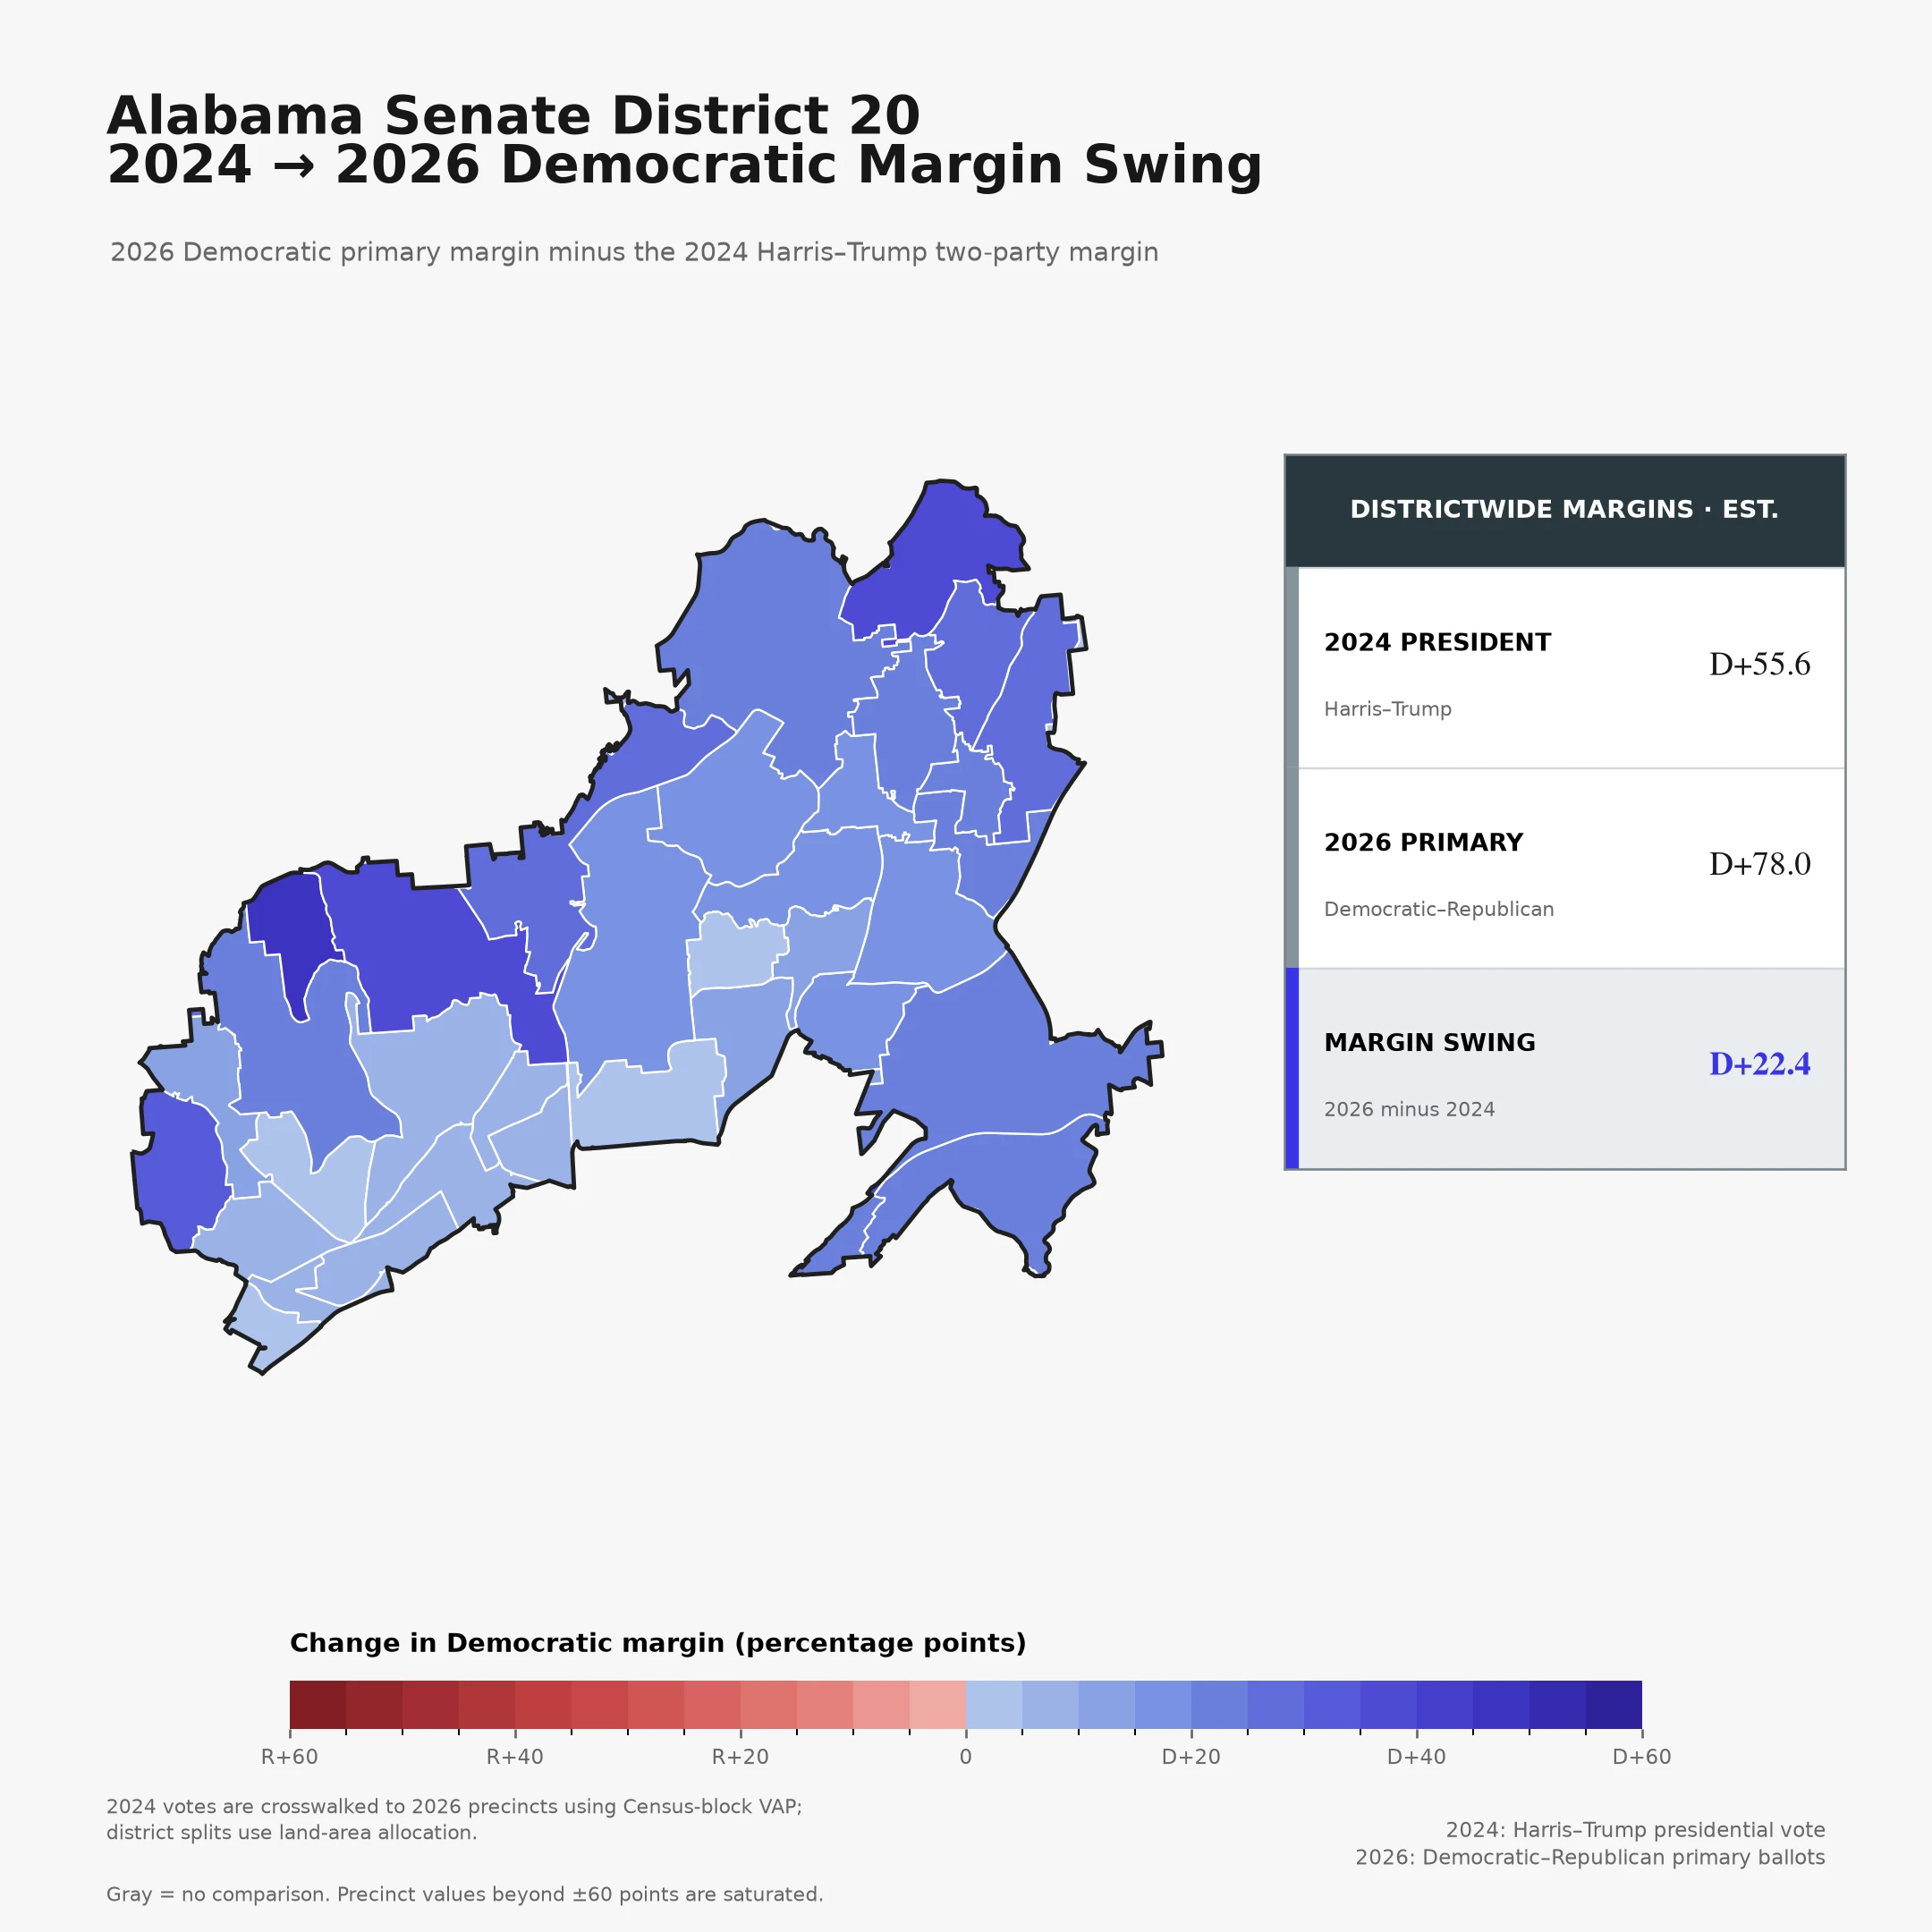 Alabama Senate District 20
2024 → 2026 Democratic Margin Swing
2026 Democratic primary margin minus the 2024 Harris–Trump two-party margin
DISTRICTWIDE MARGINS · EST.
2024 PRESIDENT
D+55.6
Harris–Trump
2026 PRIMARY
D+78.0
Democratic–Republican
MARGIN SWING
D+22.4
2026 minus 2024
Change in Democratic margin (percentage points)
R+60 R+40 R+20 0 D+20 D+40 D+60
2024 votes are crosswalked to 2026 precincts using Census-block VAP;
district splits use land-area allocation.
Gray = no comparison. Precinct values beyond ±60 points are saturated.
2024: Harris–Trump presidential vote
2026: Democratic–Republican primary ballots